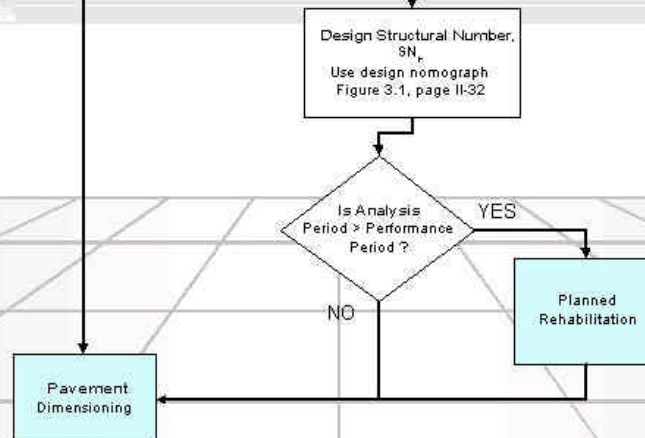 Design Structural Number,
SN
Use design nomograph
Figure 3.1, page II-32
Is Analysis
Period > Performance
Period ?
YES
NO
Planned
Rehabilitation
Pavement
Dimensioning